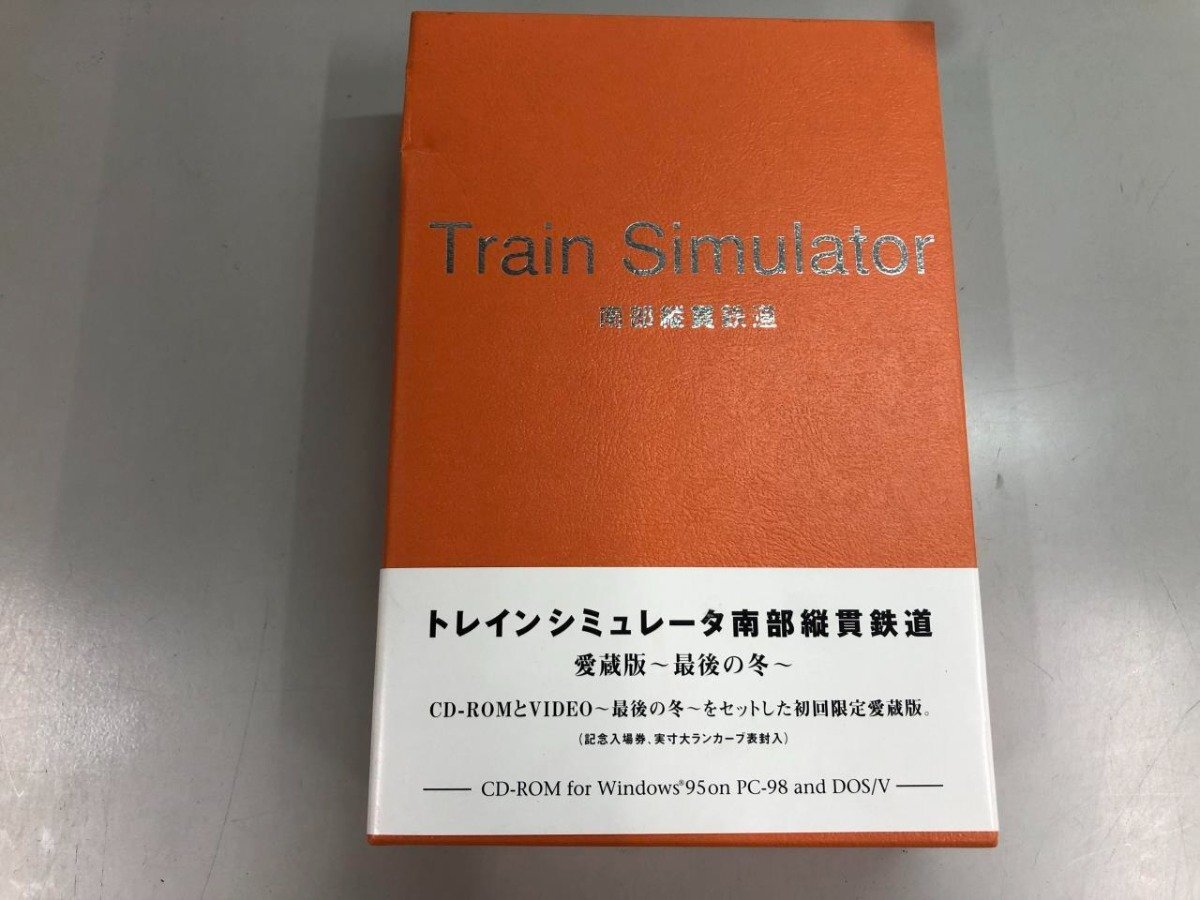 Train Simulator
南部縦貫鉄道
トレインシミュレータ南部縦貫鉄道
愛蔵版～最後の冬～
CD-ROMとVIDEO～最後の冬～をセットした初回限定愛蔵版。
(記念入場券、実寸大ランカーブ表封入)
CD-ROM for Windows®95 on PC-98 and DOS/V